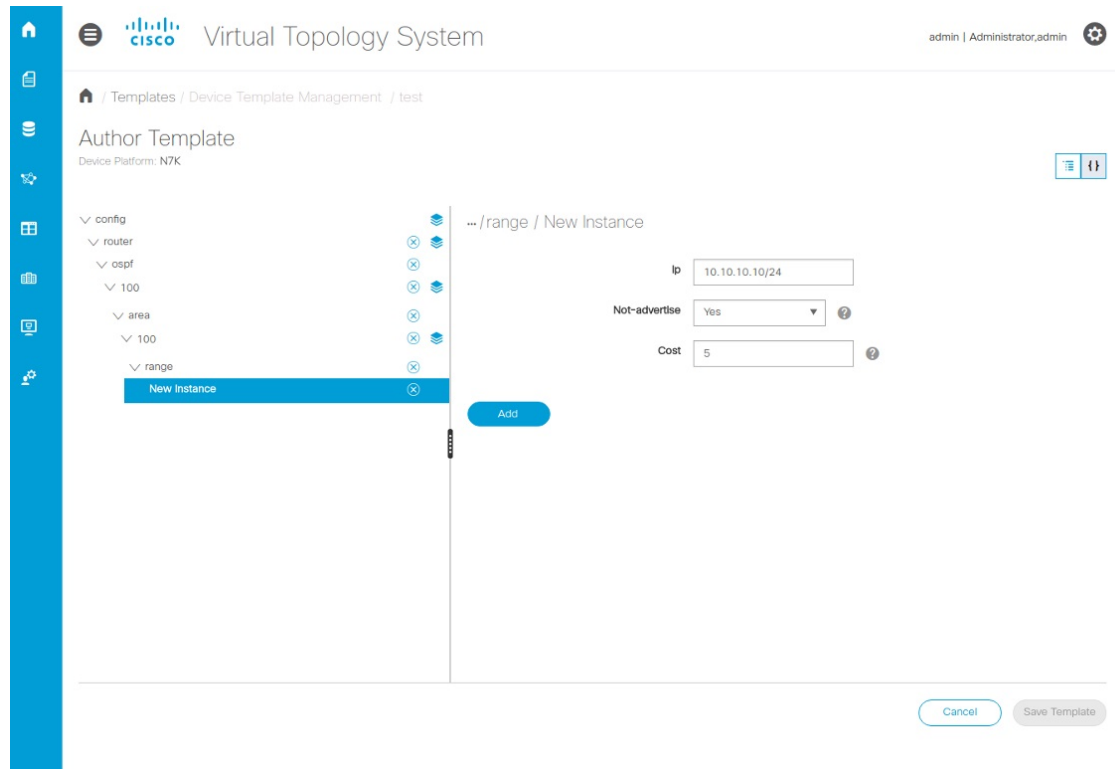 CISCO Virtual Topology System admin | Administrator,admin
/ Templates / Device Template Management / test
Author Template
Device Platform: N7K
{}
config
... / range / New Instance
router
ospf
Ip 10.10.10.10/24
100
Not-advertise Yes ?
area
100
Cost 5 ?
range
New Instance
Add
Cancel Save Template